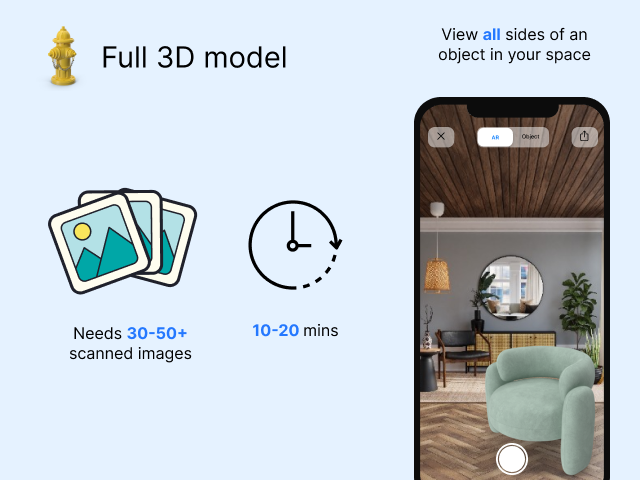 Full 3D model
View all sides of an
object in your space
AR
Object
Needs 30-50+
scanned images
10-20 mins